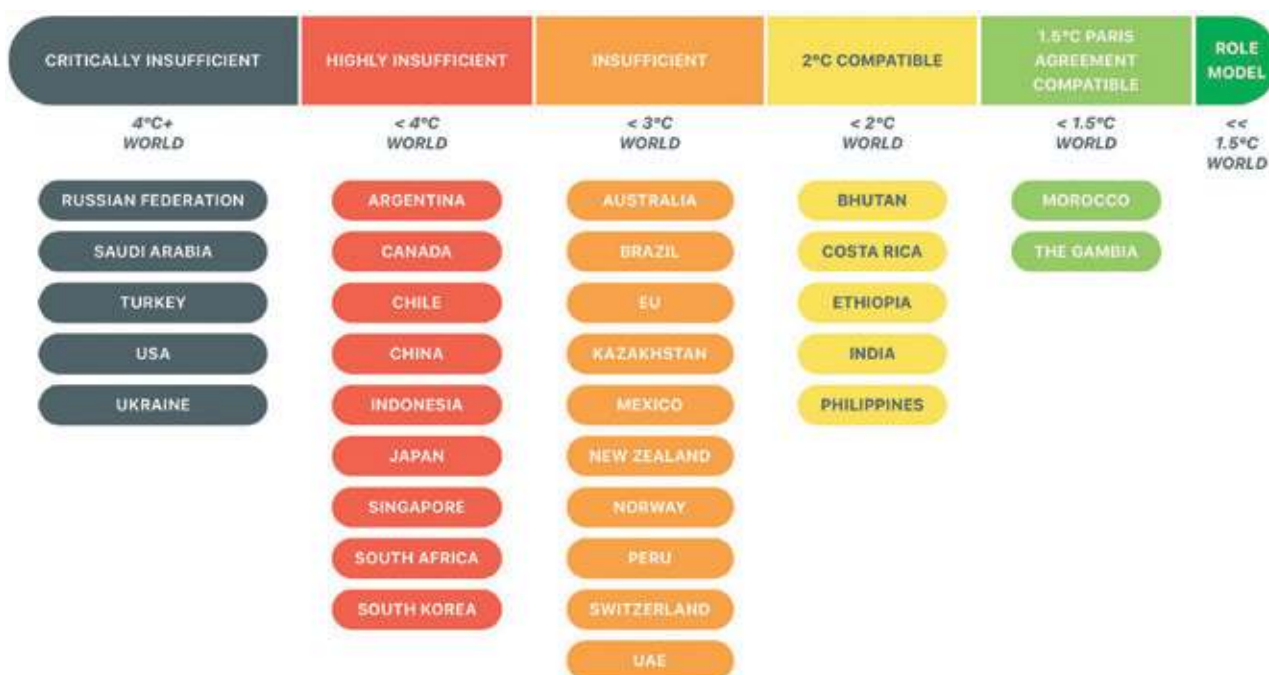 CRITICALLY INSUFFICIENT
HIGHLY INSUFFICIENT
INSUFFICIENT
2°C COMPATIBLE
1.5°C PARIS
AGREEMENT
COMPATIBLE
ROLE
MODEL
4°C+
WORLD
< 4°C
WORLD
< 3°C
WORLD
< 2°C
WORLD
< 1.5°C
WORLD
<<
1.5°C
WORLD
RUSSIAN FEDERATION
SAUDI ARABIA
TURKEY
USA
UKRAINE
ARGENTINA
CANADA
CHILE
CHINA
INDONESIA
JAPAN
SINGAPORE
SOUTH AFRICA
SOUTH KOREA
AUSTRALIA
BRAZIL
EU
KAZAKHSTAN
MEXICO
NEW ZEALAND
NORWAY
PERU
SWITZERLAND
UAE
BHUTAN
COSTA RICA
ETHIOPIA
INDIA
PHILIPPINES
MOROCCO
THE GAMBIA